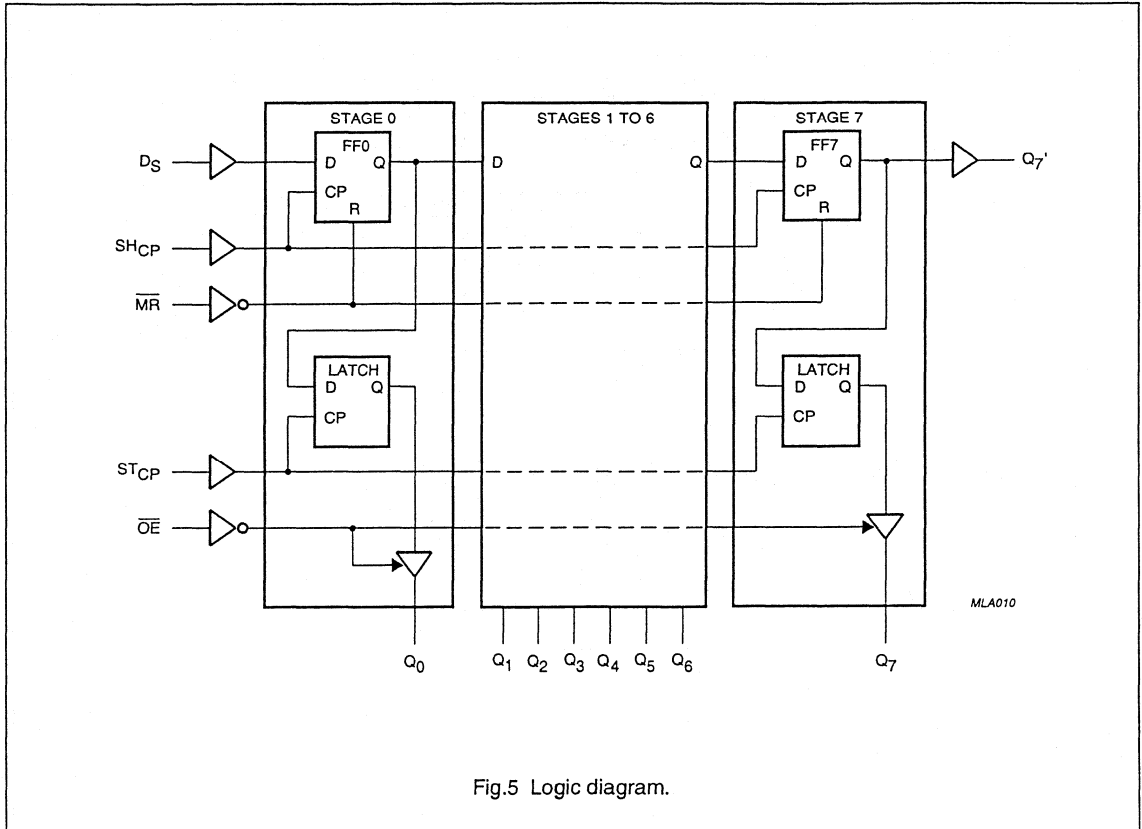 STAGE 0
STAGES 1 TO 6
STAGE 7
FF0
FF7
DS
D Q
D
Q
D Q
Q7'
CP
CP
R
R
SHCP
MR
LATCH
LATCH
D Q
D Q
CP
CP
STCP
OE
MLA010
Q0
Q1 Q2 Q3 Q4 Q5 Q6
Q7
Fig.5 Logic diagram.